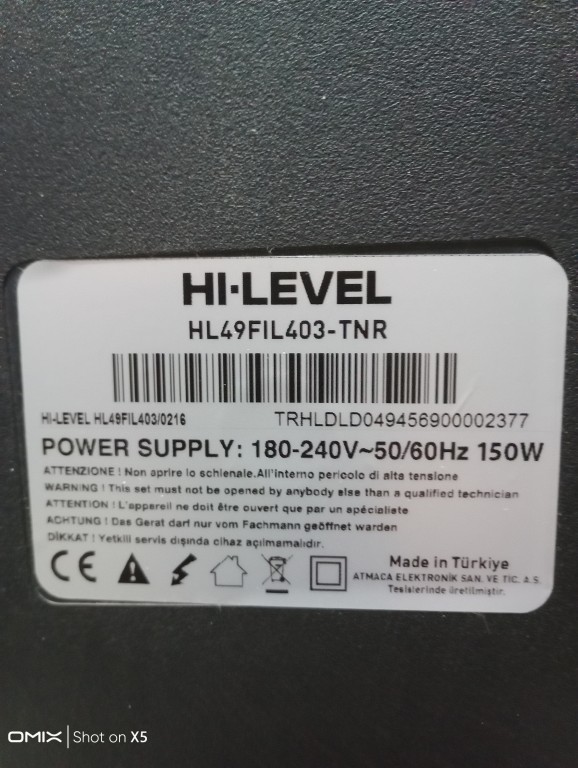 HI-LEVEL
HL49FIL403-TNR
HI-LEVEL HL49FIL403/0216 TRHLDLD049456900002377
POWER SUPPLY: 180-240V~50/60Hz 150W
ATTENZIONE ! Non aprire lo schienale.All'interno pericolo di alta tensione
WARNING ! This set must not be opened by anybody else than a qualified technician
ATTENTION ! L'appareil ne doit être ouvert que par un spécialiste
ACHTUNG ! Das Gerat darf nur vom Fachmann geöffnet warden
DİKKAT ! Yetkili servis dışında cihaz açılmamalıdır.
CE
Made in Türkiye
ATMACA ELEKTRONİK SAN. VE TİC. A.Ş.
Tesislerinde üretilmiştir.
OMIX Shot on X5